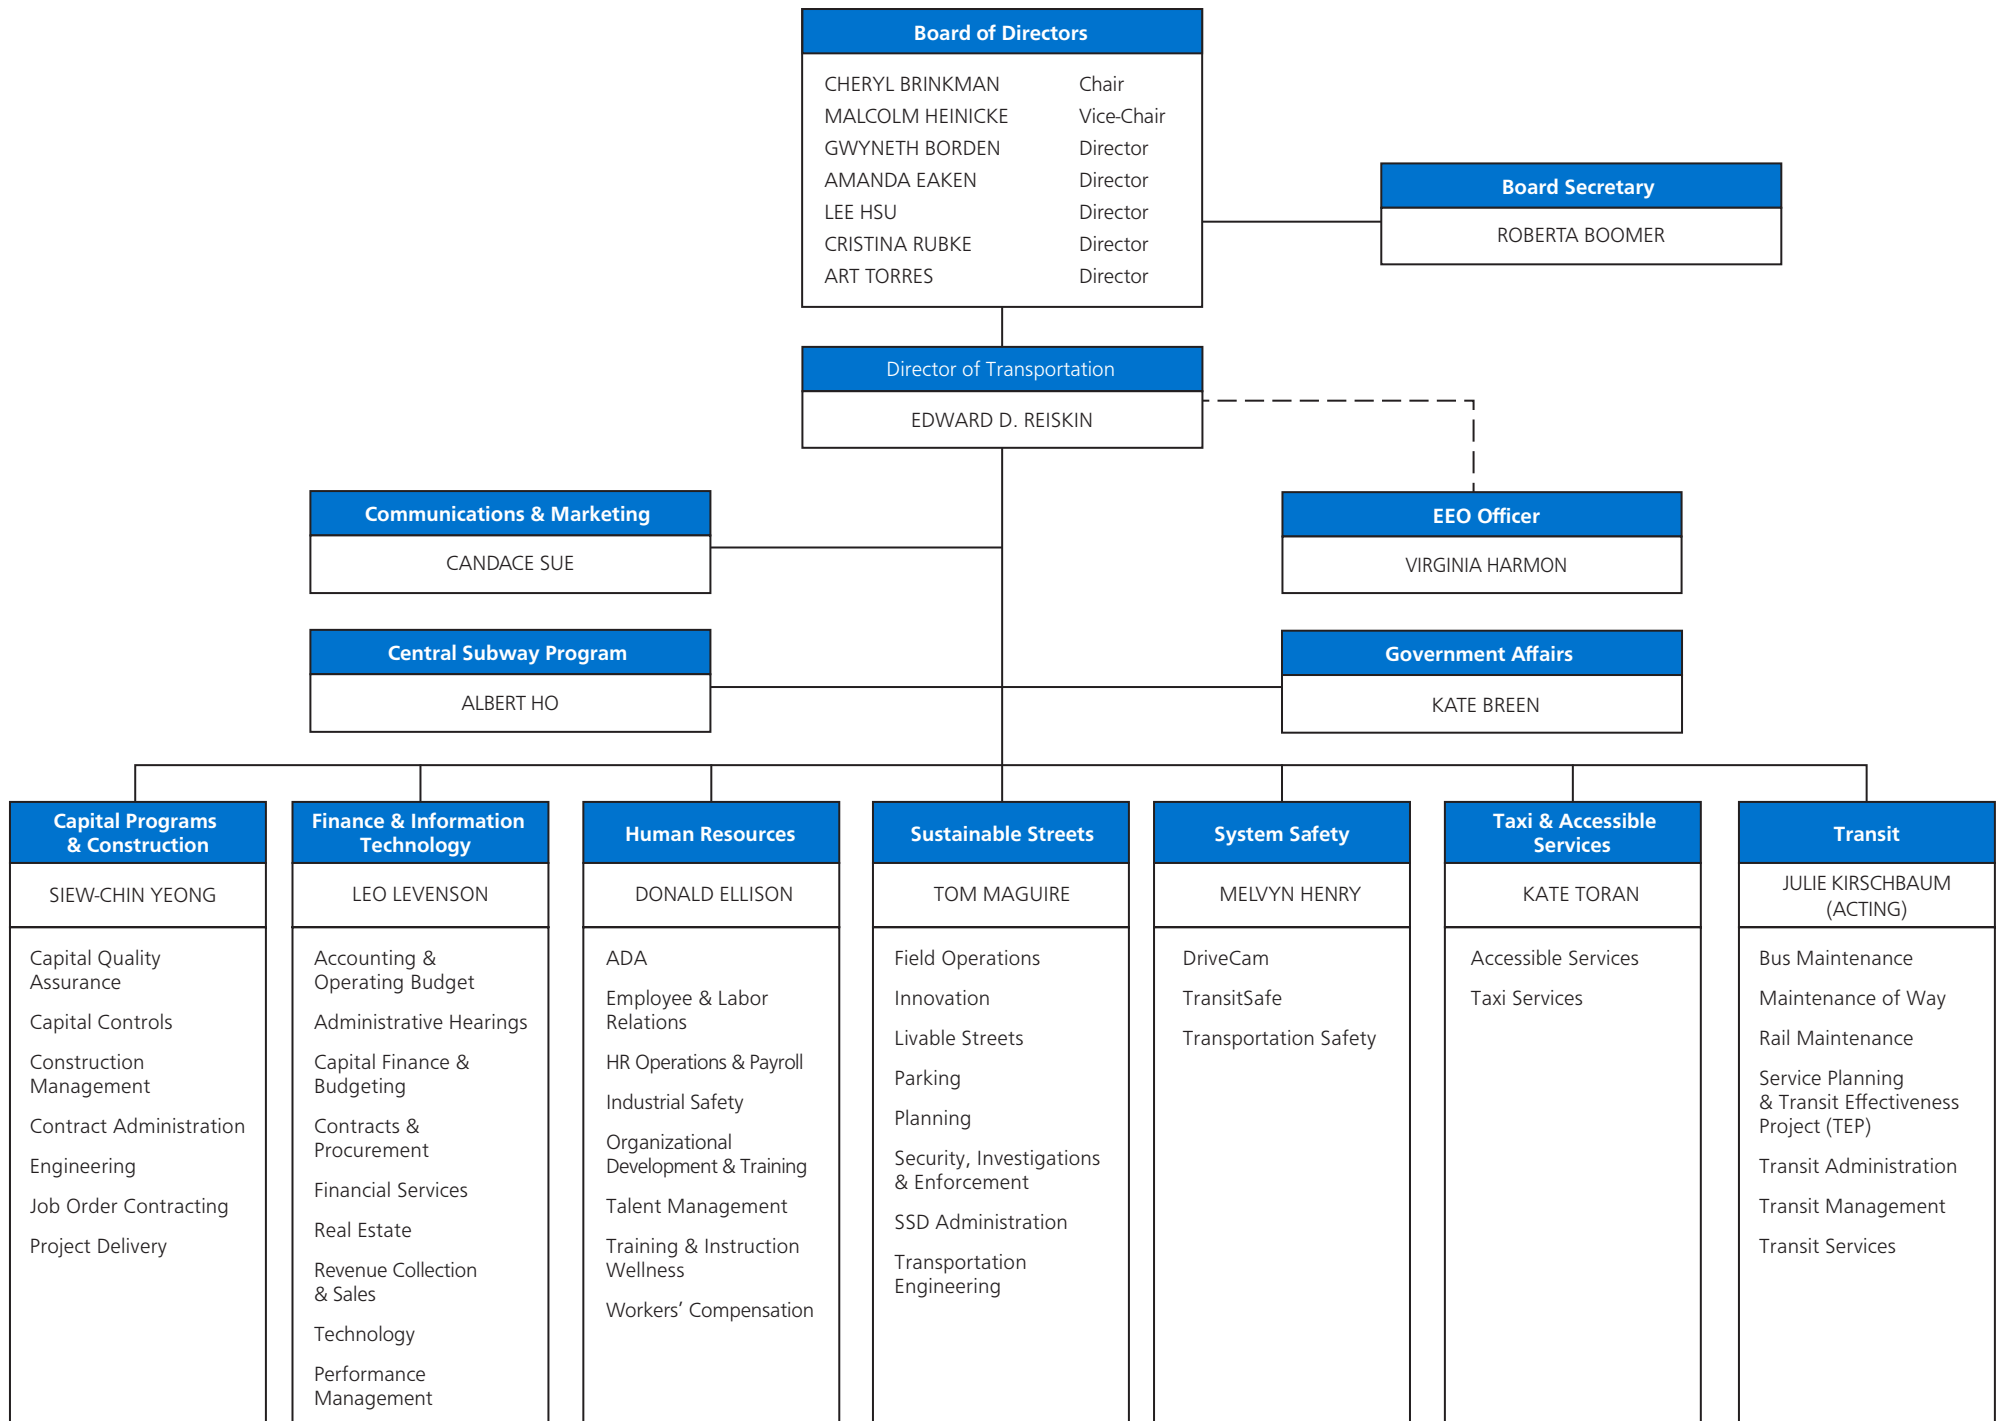 Board of Directors
CHERYL BRINKMAN Chair
MALCOLM HEINICKE Vice-Chair
GWYNETH BORDEN Director
AMANDA EAKEN Director
LEE HSU Director
CRISTINA RUBKE Director
ART TORRES Director
Board Secretary
ROBERTA BOOMER
Director of Transportation
EDWARD D. REISKIN
Communications & Marketing
CANDACE SUE
EEO Officer
VIRGINIA HARMON
Central Subway Program
ALBERT HO
Government Affairs
KATE BREEN
Capital Programs
& Construction
SIEW-CHIN YEONG
Capital Quality
Assurance
Capital Controls
Construction
Management
Contract Administration
Engineering
Job Order Contracting
Project Delivery
Finance & Information
Technology
LEO LEVENSON
Accounting &
Operating Budget
Administrative Hearings
Capital Finance &
Budgeting
Contracts &
Procurement
Financial Services
Real Estate
Revenue Collection
& Sales
Technology
Performance
Management
Human Resources
DONALD ELLISON
ADA
Employee & Labor
Relations
HR Operations & Payroll
Industrial Safety
Organizational
Development & Training
Talent Management
Training & Instruction
Wellness
Workers’ Compensation
Sustainable Streets
TOM MAGUIRE
Field Operations
Innovation
Livable Streets
Parking
Planning
Security, Investigations
& Enforcement
SSD Administration
Transportation
Engineering
System Safety
MELVYN HENRY
DriveCam
TransitSafe
Transportation Safety
Taxi & Accessible
Services
KATE TORAN
Accessible Services
Taxi Services
Transit
JULIE KIRSCHBAUM
(ACTING)
Bus Maintenance
Maintenance of Way
Rail Maintenance
Service Planning
& Transit Effectiveness
Project (TEP)
Transit Administration
Transit Management
Transit Services